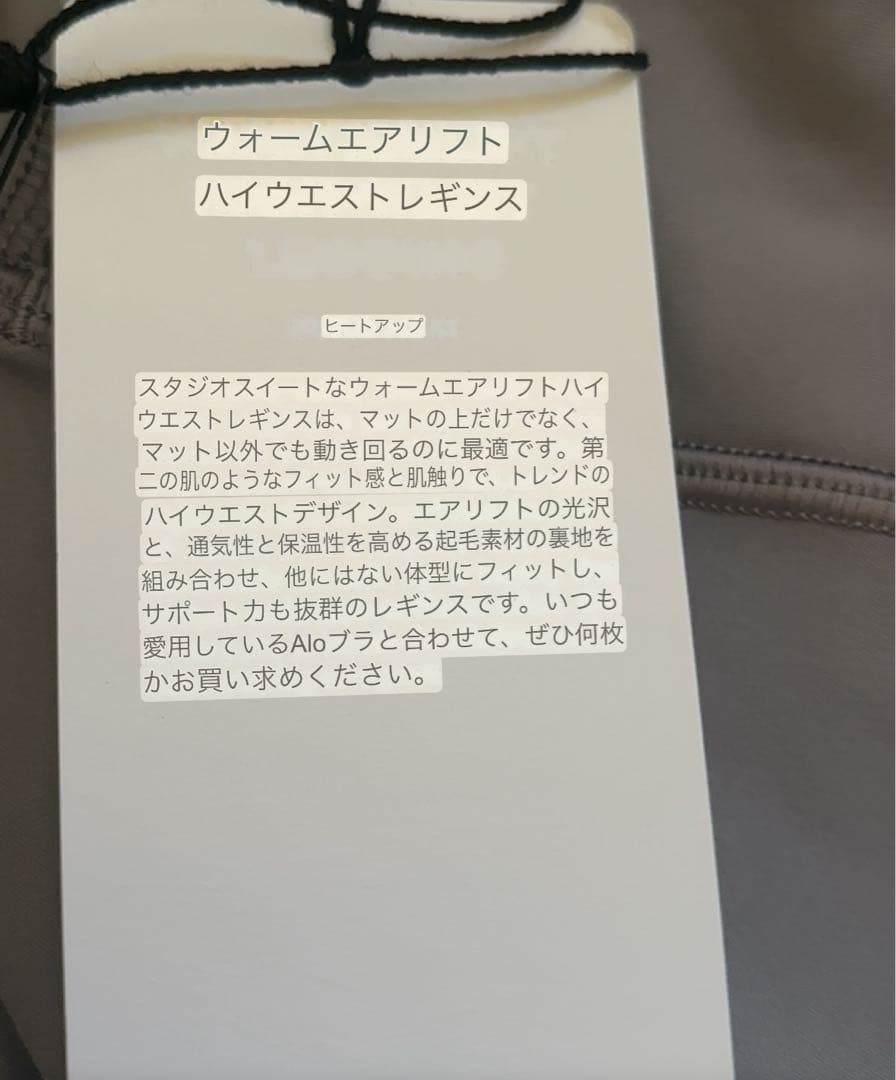 ウォームエアリフト
ハイウエストレギンス
ヒートアップ
スタジオスイートなウォームエアリフトハイ
ウエストレギンスは、マットの上だけでなく、
マット以外でも動き回るのに最適です。第
二の肌のようなフィット感と肌触りで、トレンドの
ハイウエストデザイン。エアリフトの光沢
と、通気性と保温性を高める起毛素材の裏地を
組み合わせ、他にはない体型にフィットし、
サポート力も抜群のレギンスです。いつも
愛用しているAloブラと合わせて、ぜひ何枚
かお買い求めください。